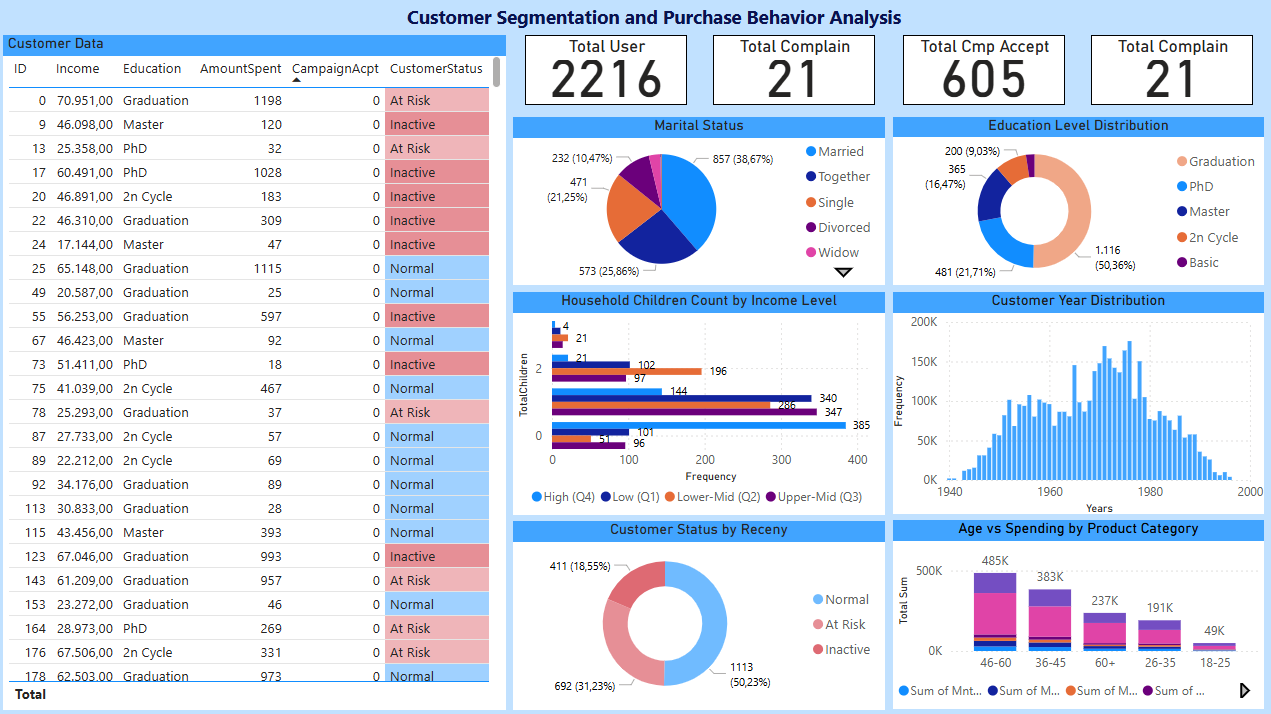 Customer Segmentation and Purchase Behavior Analysis
Customer Data
ID Income Education AmountSpent CampaignAcpt CustomerStatus
0 70.951,00 Graduation 1198 0 At Risk
9 46.098,00 Master 120 0 Inactive
13 25.358,00 PhD 32 0 At Risk
17 60.491,00 PhD 1028 0 Inactive
20 46.891,00 2n Cycle 183 0 Inactive
22 46.310,00 Graduation 309 0 Inactive
24 17.144,00 Master 47 0 Inactive
25 65.148,00 Graduation 1115 0 Normal
49 20.587,00 Graduation 25 0 Normal
55 56.253,00 Graduation 597 0 Inactive
67 46.423,00 Master 92 0 Normal
73 51.411,00 PhD 18 0 Inactive
75 41.039,00 2n Cycle 467 0 Normal
78 25.293,00 Graduation 37 0 At Risk
87 27.733,00 2n Cycle 57 0 Normal
89 22.212,00 2n Cycle 69 0 Normal
92 34.176,00 Graduation 89 0 Normal
113 30.833,00 Graduation 28 0 Normal
115 43.456,00 Master 393 0 Normal
123 67.046,00 Graduation 993 0 Inactive
143 61.209,00 Graduation 957 0 At Risk
153 23.272,00 Graduation 46 0 Normal
164 28.973,00 PhD 269 0 At Risk
176 67.506,00 2n Cycle 331 0 At Risk
178 62.503,00 Graduation 973 0 Normal
Total
Total User
2216
Total Complain
21
Total Cmp Accept
605
Total Complain
21
Marital Status
232 (10,47%)
857 (38,67%)
471
(21,25%)
573 (25,86%)
Married
Together
Single
Divorced
Widow
Education Level Distribution
200 (9,03%)
365
(16,47%)
481 (21,71%)
1.116
(50,36%)
Graduation
PhD
Master
2n Cycle
Basic
Household Children Count by Income Level
TotalChildren
4
21
21
2
102
196
97
144
340
286
347
385
0
101
51
96
0 100 200 300 400
Frequency
High (Q4) Low (Q1) Lower-Mid (Q2) Upper-Mid (Q3)
Customer Year Distribution
Frequency
200K
150K
100K
50K
0K
1940 1960 1980 2000
Years
Customer Status by Receny
411 (18,55%)
692 (31,23%)
1113
(50,23%)
Normal
At Risk
Inactive
Age vs Spending by Product Category
Total Sum
500K
0K
485K
383K
237K
191K
49K
46-60 36-45 60+ 26-35 18-25
Sum of Mnt... Sum of M... Sum of M... Sum of ...